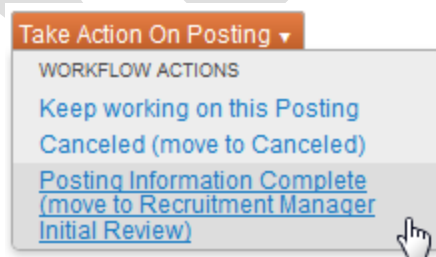 Take Action On Posting ▾
WORKFLOW ACTIONS
Keep working on this Posting
Canceled (move to Canceled)
Posting Information Complete
(move to Recruitment Manager
Initial Review)